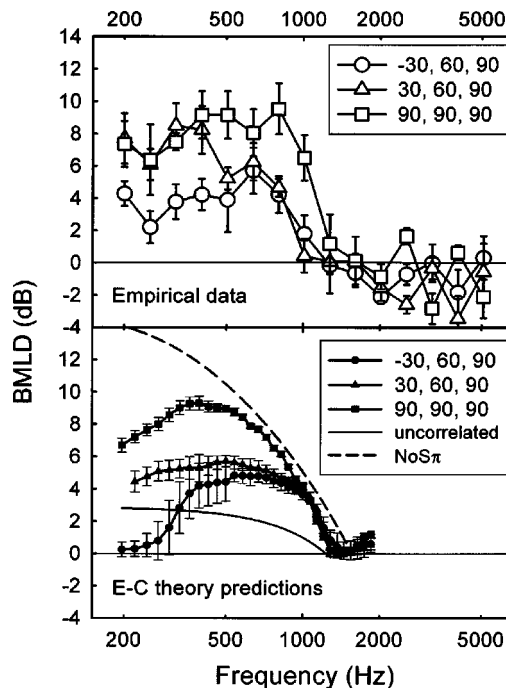 200 500 1000 2000 5000
14
12
10
8
6
4
2
0
-2
-4
-30, 60, 90
30, 60, 90
90, 90, 90
Empirical data
BMLD (dB)
12
10
8
6
4
2
0
-2
-4
-30, 60, 90
30, 60, 90
90, 90, 90
uncorrelated
NoSπ
E-C theory predictions
200 500 1000 2000 5000
Frequency (Hz)